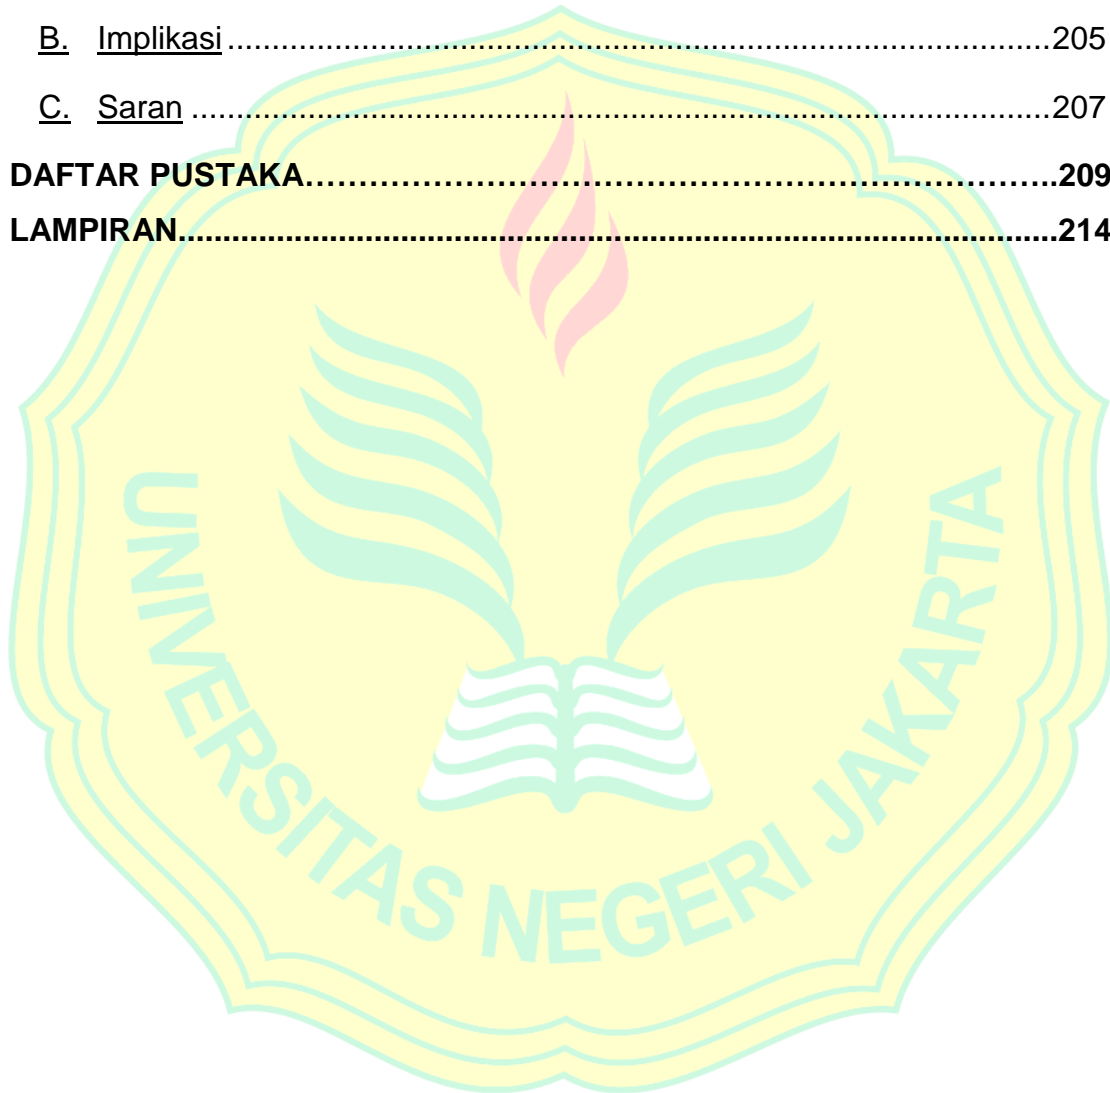 B. Implikasi ........................................................................................... 205
C. Saran ................................................................................................ 207
DAFTAR PUSTAKA……………………………………………………………..209
LAMPIRAN....................................................................................................214
UNIVERSITAS NEGERI JAKARTA